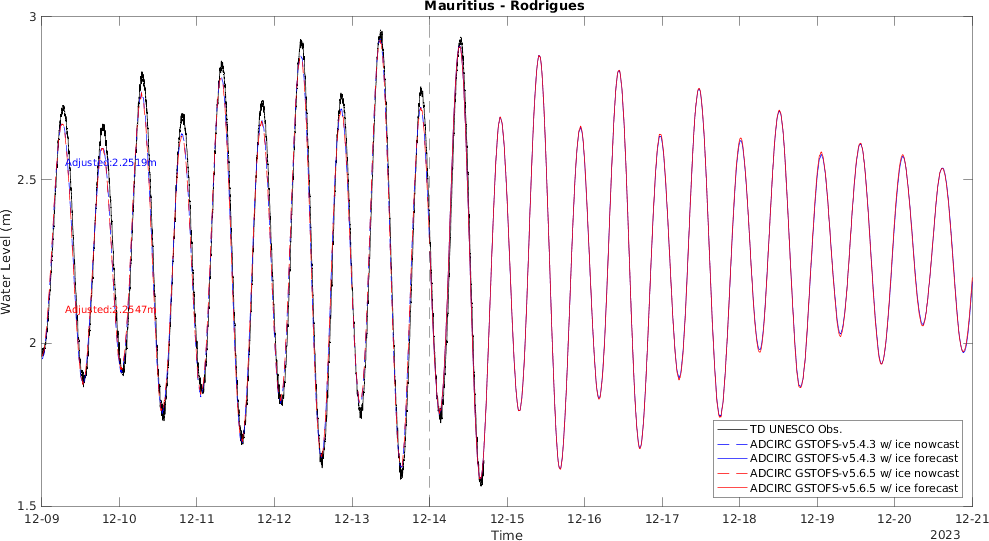 Mauritius - Rodrigues
3
2.5
2
1.5
Water Level (m)
Adjusted:2.2519m
Adjusted:2.2547m
TD UNESCO Obs.
ADCIRC GSTOFS-v5.4.3 w/ ice nowcast
ADCIRC GSTOFS-v5.4.3 w/ ice forecast
ADCIRC GSTOFS-v5.6.5 w/ ice nowcast
ADCIRC GSTOFS-v5.6.5 w/ ice forecast
12-09 12-10 12-11 12-12 12-13 12-14 12-15 12-16 12-17 12-18 12-19 12-20 12-21
Time
2023